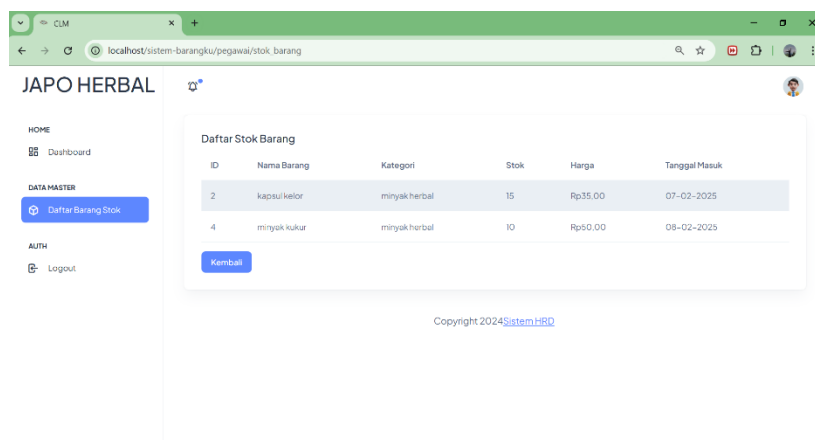 CLM
localhost/sistem-barangku/pegawai/stok_barang
JAPO HERBAL
HOME
Dashboard
DATA MASTER
Daftar Barang Stok
AUTH
Logout
Daftar Stok Barang
ID Nama Barang Kategori Stok Harga Tanggal Masuk
2 kapsul kelor minyak herbal 15 Rp35,00 07-02-2025
4 minyak kukur minyak herbal 10 Rp50,00 08-02-2025
Kembali
Copyright 2024Sistem HRD